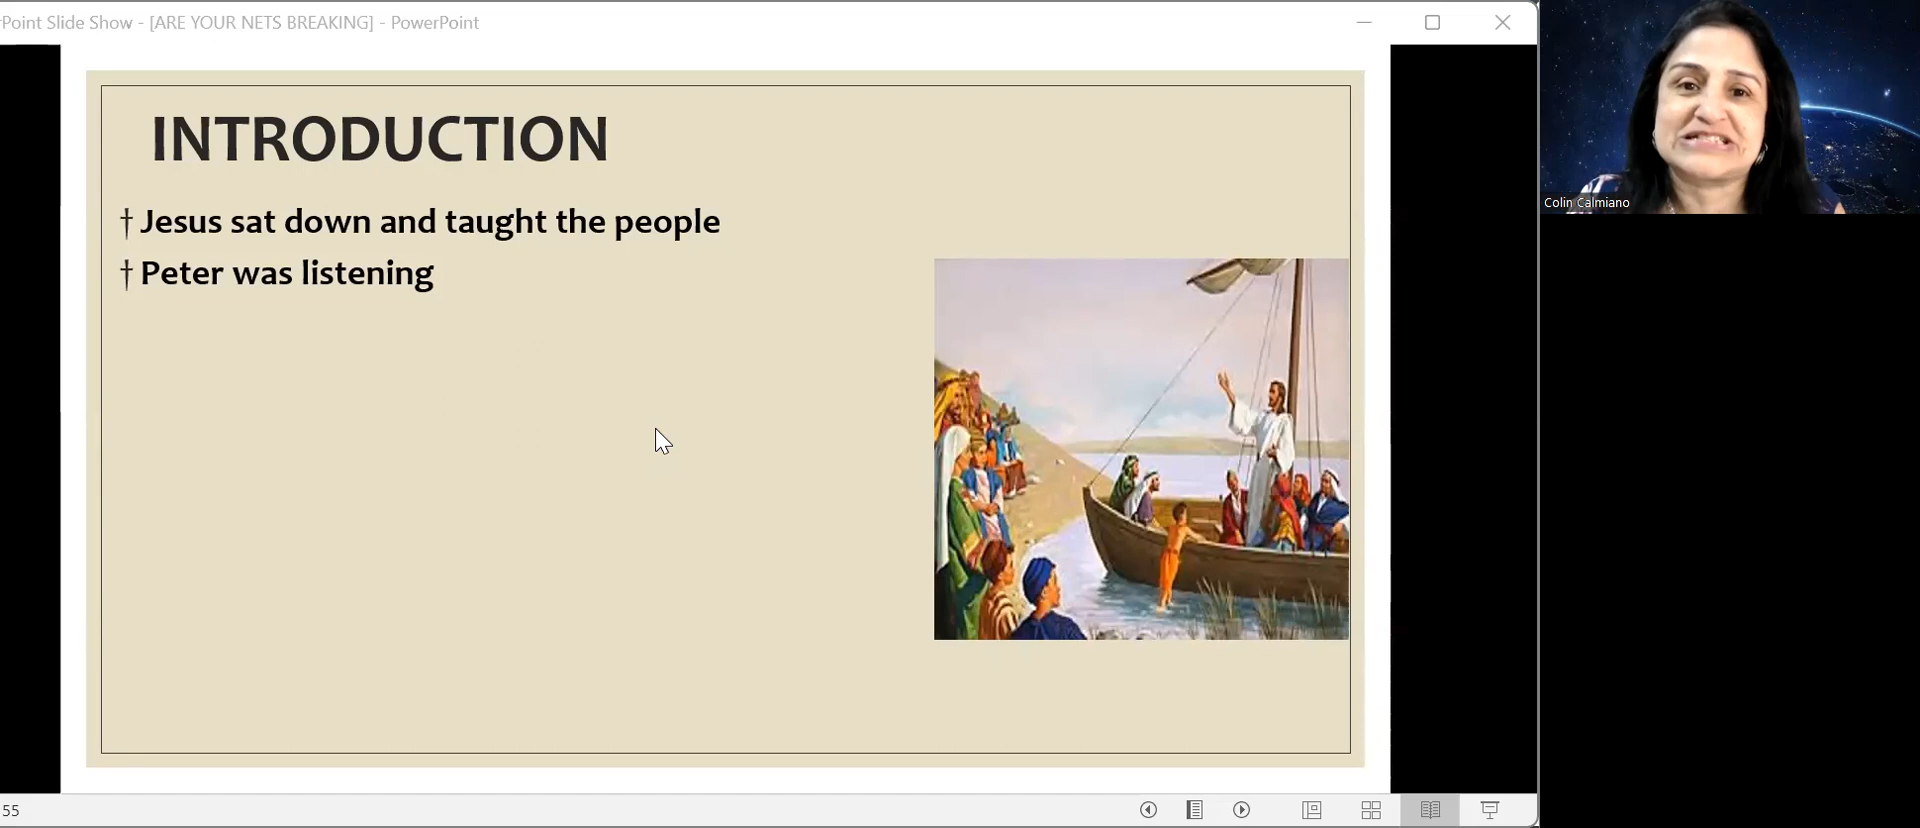 Point Slide Show - [ARE YOUR NETS BREAKING] - PowerPoint
INTRODUCTION
† Jesus sat down and taught the people
† Peter was listening
Colin Calmiano
55